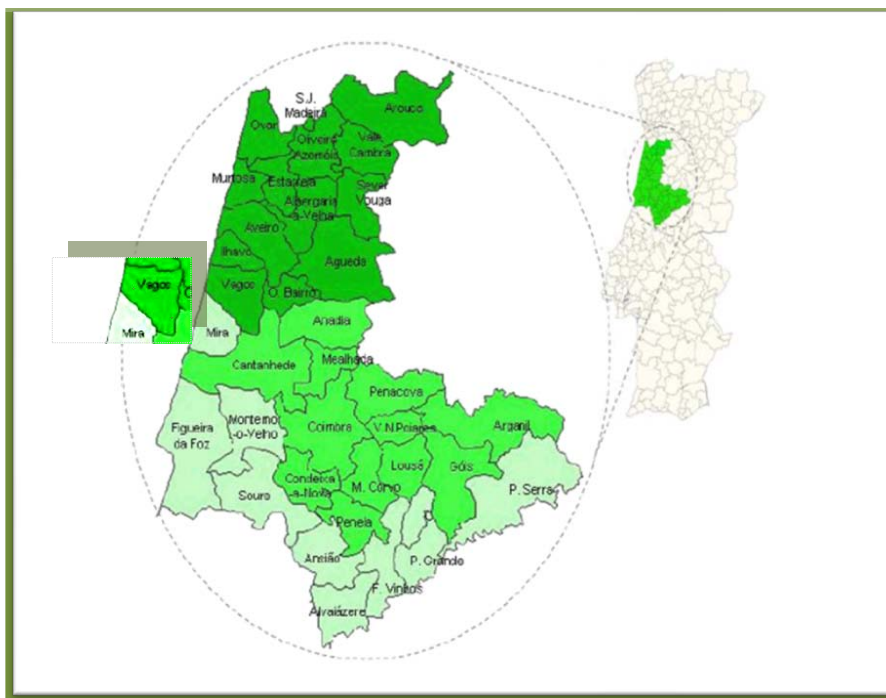 S.J.
Madeira
Arouca
Ovar
Oliveira
Azeméis
Vale
Cambra
Murtosa
Estarreja
Sever
Vouga
Albergaria
-a-Velha
Aveiro
Ílhavo
Agueda
Vagos
O. Bairro
Vagos
Mira
Mira
Anadia
Cantanhede
Mealhada
Penacova
Figueira
da Foz
Montemor
-o-Velho
Coimbra
V.N.Poiares
Arganil
Lousã
Góis
Condeixa
-a-Nova
M. Corvo
P. Serra
Soure
Penela
Ansião
P. Grande
F. Vinhos
Alvaiázere